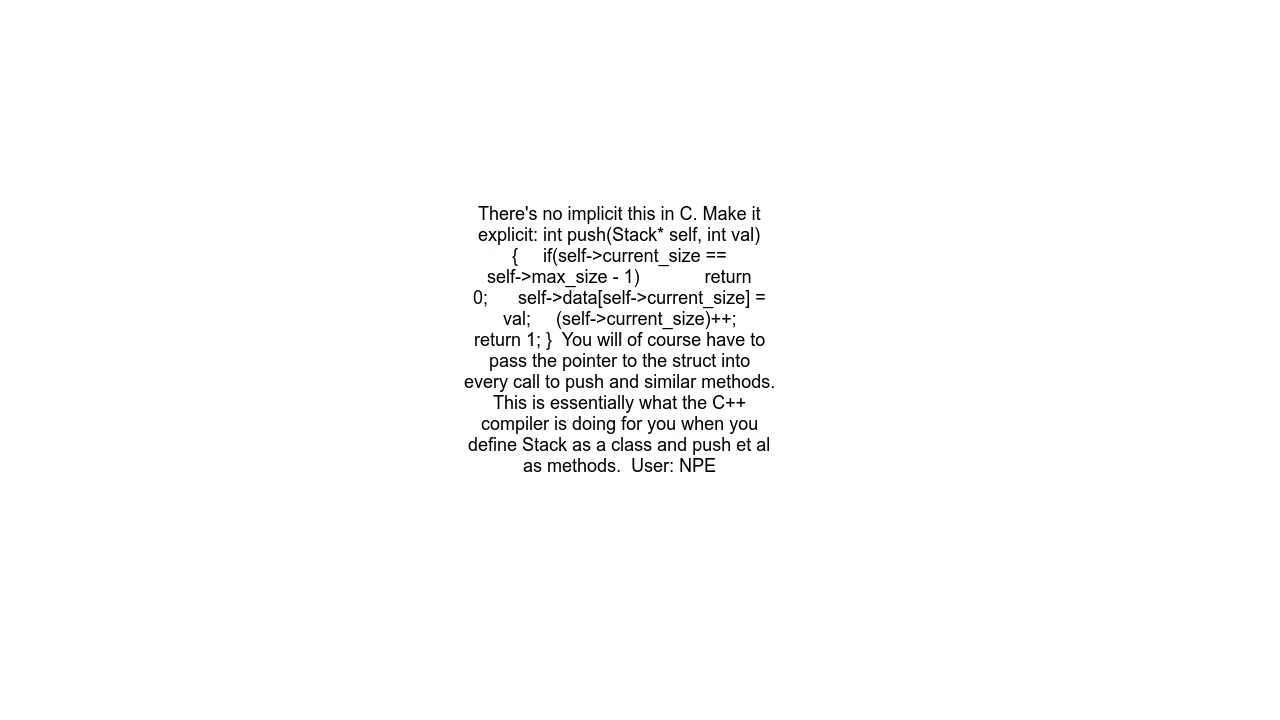 There's no implicit this in C. Make it
explicit: int push(Stack* self, int val)
{     if(self->current_size ==
self->max_size - 1)             return
0;      self->data[self->current_size] =
val;     (self->current_size)++;
return 1; }  You will of course have to
pass the pointer to the struct into
every call to push and similar methods.
This is essentially what the C++
compiler is doing for you when you
define Stack as a class and push et al
as methods.  User: NPE